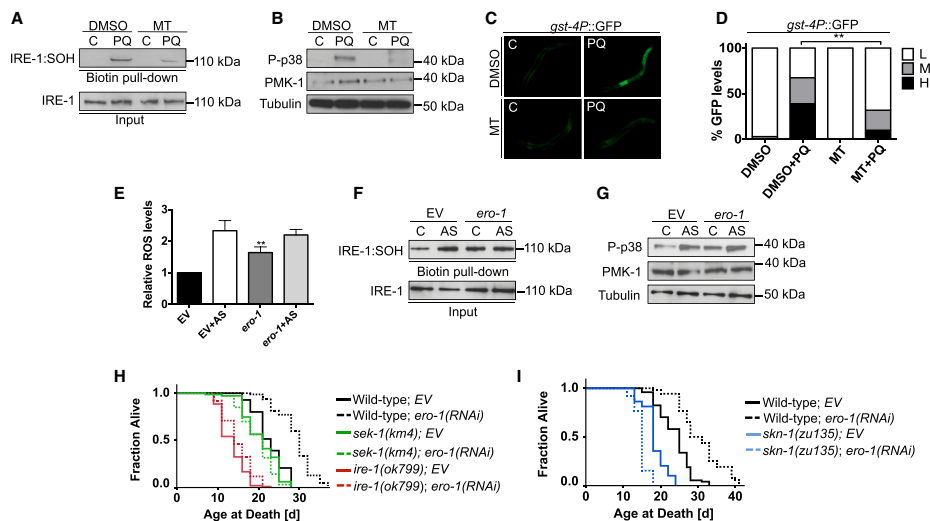 A
DMSO MT
C PQ C PQ
IRE-1:SOH
110 kDa
Biotin pull-down
IRE-1
110 kDa
Input
B
DMSO MT
C PQ C PQ
P-p38
40 kDa
PMK-1
40 kDa
Tubulin
50 kDa
C
gst-4P::GFP
C PQ
DMSO
MT
D
gst-4P::GFP
**
% GFP levels
100
50
0
L
M
H
DMSO
DMSO+PQ
MT
MT+PQ
E
Relative ROS levels
3
2
1
0
**
EV
EV+AS
ero-1
ero-1+AS
F
EV ero-1
C AS C AS
IRE-1:SOH
110 kDa
Biotin pull-down
IRE-1
110 kDa
Input
G
EV ero-1
C AS C AS
P-p38
40 kDa
PMK-1
40 kDa
Tubulin
50 kDa
H
Fraction Alive
1.0
0.5
0.0
0 10 20 30
Age at Death [d]
Wild-type; EV
Wild-type; ero-1(RNAi)
sek-1(km4); EV
sek-1(km4); ero-1(RNAi)
ire-1(ok799); EV
ire-1(ok799); ero-1(RNAi)
I
Fraction Alive
1.0
0.5
0.0
0 10 20 30 40
Age at Death [d]
Wild-type; EV
Wild-type; ero-1(RNAi)
skn-1(zu135); EV
skn-1(zu135); ero-1(RNAi)